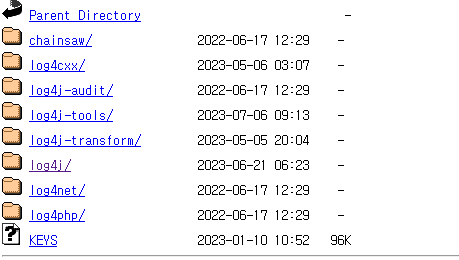 Parent Directory -
chainsaw/ 2022-06-17 12:29 -
log4cxx/ 2023-05-06 03:07 -
log4j-audit/ 2022-06-17 12:29 -
log4j-tools/ 2023-07-06 09:13 -
log4j-transform/ 2023-05-05 20:04 -
log4j/ 2023-06-21 06:23 -
log4net/ 2022-06-17 12:29 -
log4php/ 2022-06-17 12:29 -
KEYS 2023-01-10 10:52 96K